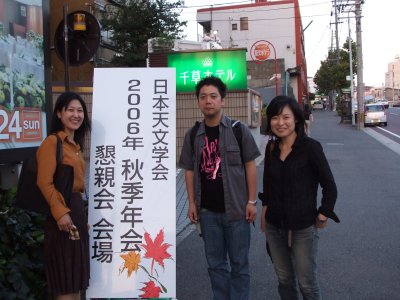 日本天文学会
2006年 秋季年会
懇親会 会場
千草ホテル
24 SUN